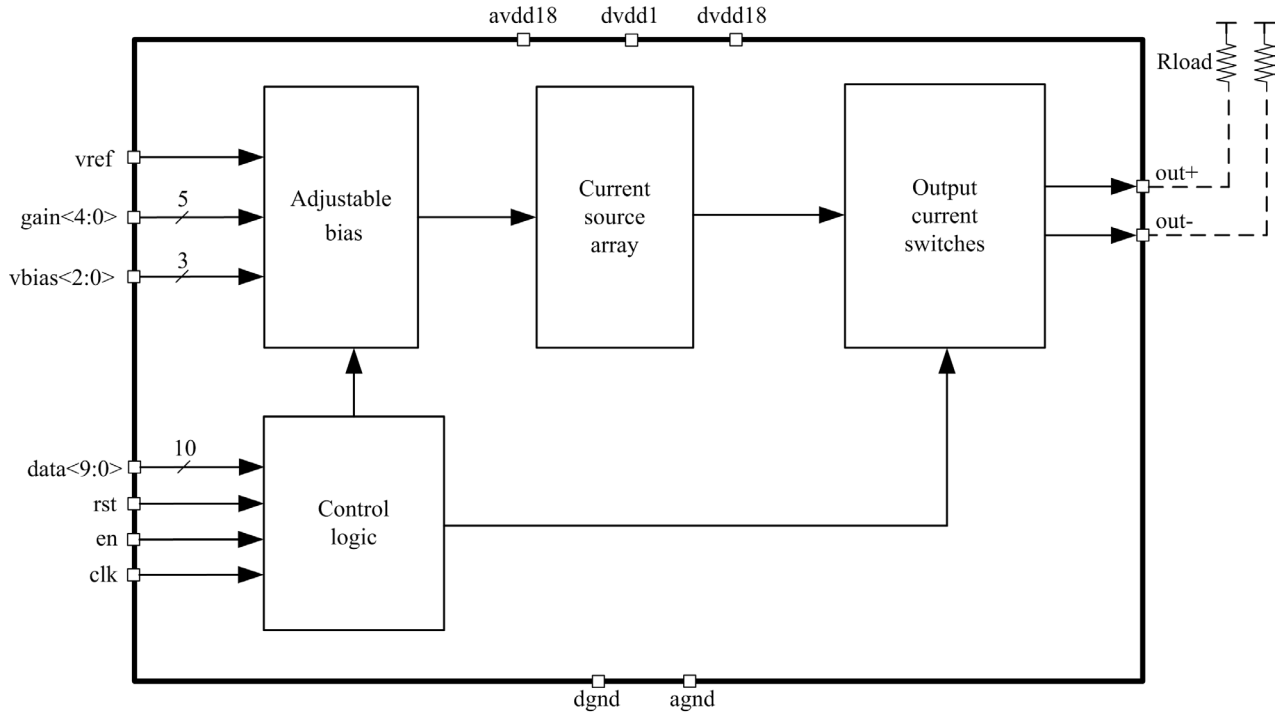 avdd18 dvdd1 dvdd18
Rload
vref
gain<4:0>
5
vbias<2:0>
3
Adjustable
bias
Current
source
array
Output
current
switches
out+
out-
data<9:0>
10
rst
en
clk
Control
logic
dgnd agnd